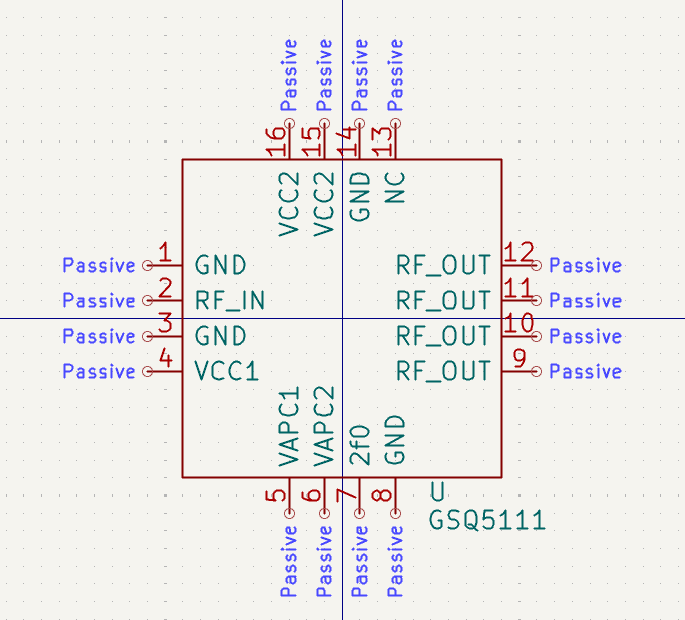 Passive Passive Passive Passive
16 15 14 13
VCC2 VCC2 GND NC
Passive 1 GND RF_OUT 12 Passive
Passive 2 RF_IN RF_OUT 11 Passive
Passive 3 GND RF_OUT 10 Passive
Passive 4 VCC1 RF_OUT 9 Passive
VAPC1 VAPC2 2f0 GND
5 6 7 8 U
GSQ5111
Passive Passive Passive Passive